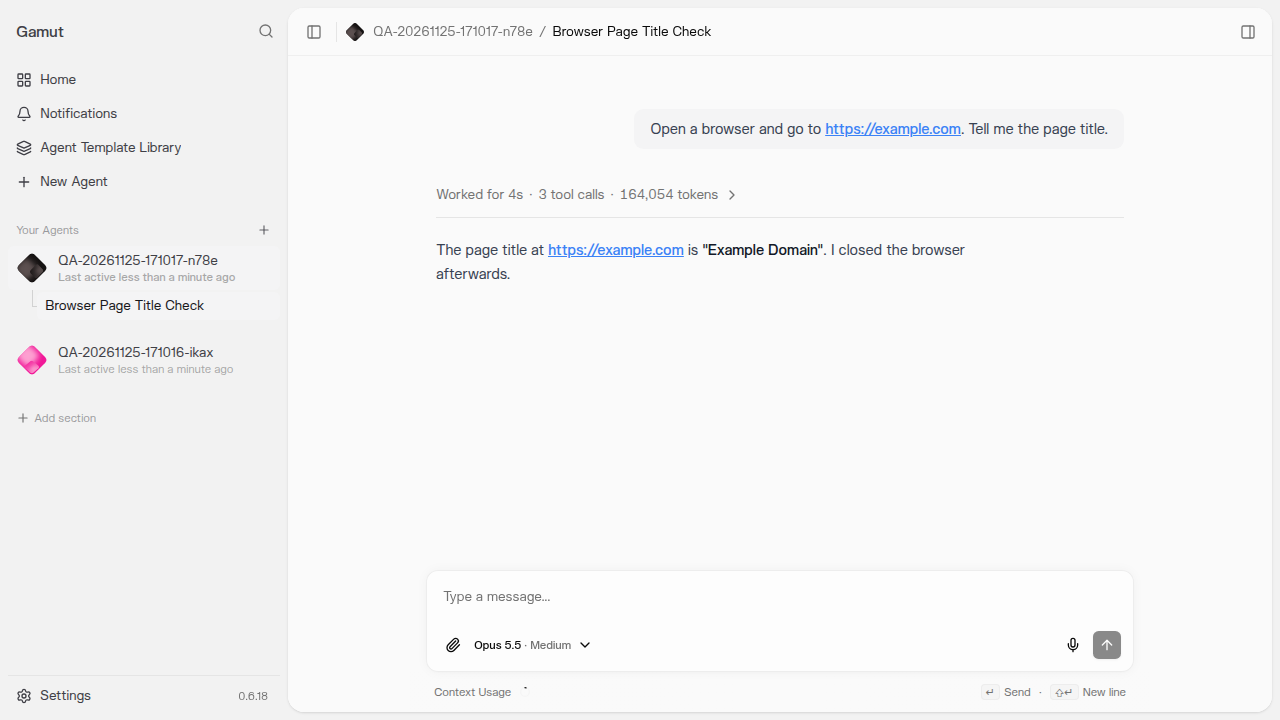 Gamut
Home
Notifications
Agent Template Library
New Agent
Your Agents
QA-20261125-171017-n78e
Last active less than a minute ago
Browser Page Title Check
QA-20261125-171016-ikax
Last active less than a minute ago
Add section
Settings
0.6.18
QA-20261125-171017-n78e / Browser Page Title Check
Open a browser and go to https://example.com. Tell me the page title.
Worked for 4s · 3 tool calls · 164,054 tokens
The page title at https://example.com is "Example Domain". I closed the browser
afterwards.
Type a message...
Opus 5.5 · Medium
Context Usage
Send · New line